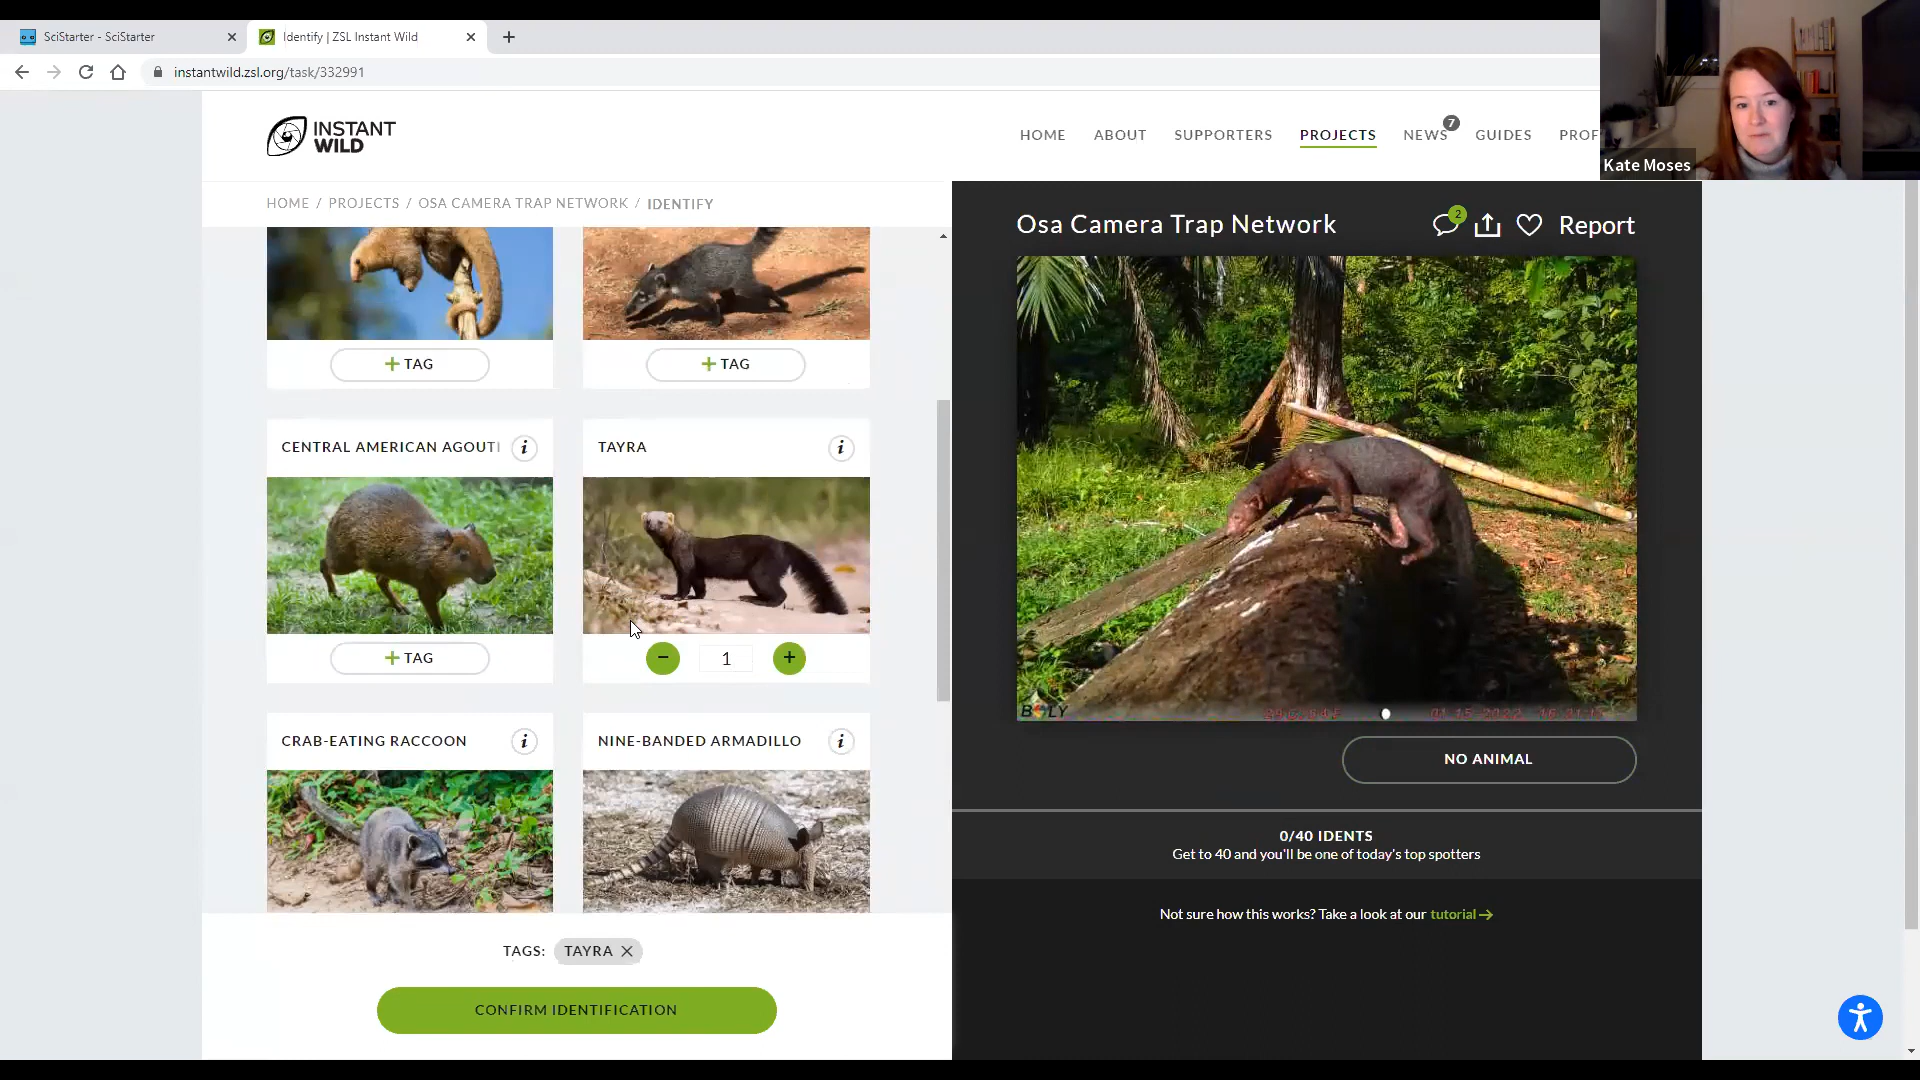 SciStarter - SciStarter
Identify | ZSL Instant Wild
instantwild.zsl.org/task/332991
INSTANT
WILD
HOME
ABOUT
SUPPORTERS
PROJECTS
NEWS
7
GUIDES
PROF
Kate Moses
HOME / PROJECTS / OSA CAMERA TRAP NETWORK / IDENTIFY
+ TAG
+ TAG
CENTRAL AMERICAN AGOUTI
i
TAYRA
i
+ TAG
- 1 +
CRAB-EATING RACCOON
i
NINE-BANDED ARMADILLO
i
TAGS: TAYRA
CONFIRM IDENTIFICATION
Osa Camera Trap Network
2
Report
BOLY
NO ANIMAL
0/40 IDENTS
Get to 40 and you'll be one of today's top spotters
Not sure how this works? Take a look at our tutorial